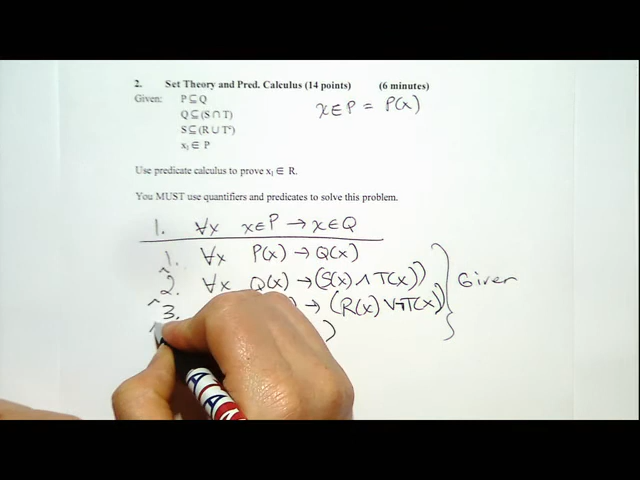 2. Set Theory and Pred. Calculus (14 points) (6 minutes)
Given: P⊆Q x∈P = P(x)
Q⊆(S∩T)
S⊆(R∪T')
x₁∈ P
Use predicate calculus to prove x₁∈ R.
You MUST use quantifiers and predicates to solve this problem.
1. ∀x x∈P → x∈Q
1. ∀x P(x) → Q(x)
^2. ∀x Q(x) → (S(x) ∧ T(x)) Given
^3. ) → (R(x) ∨ ¬T(x))
^ )